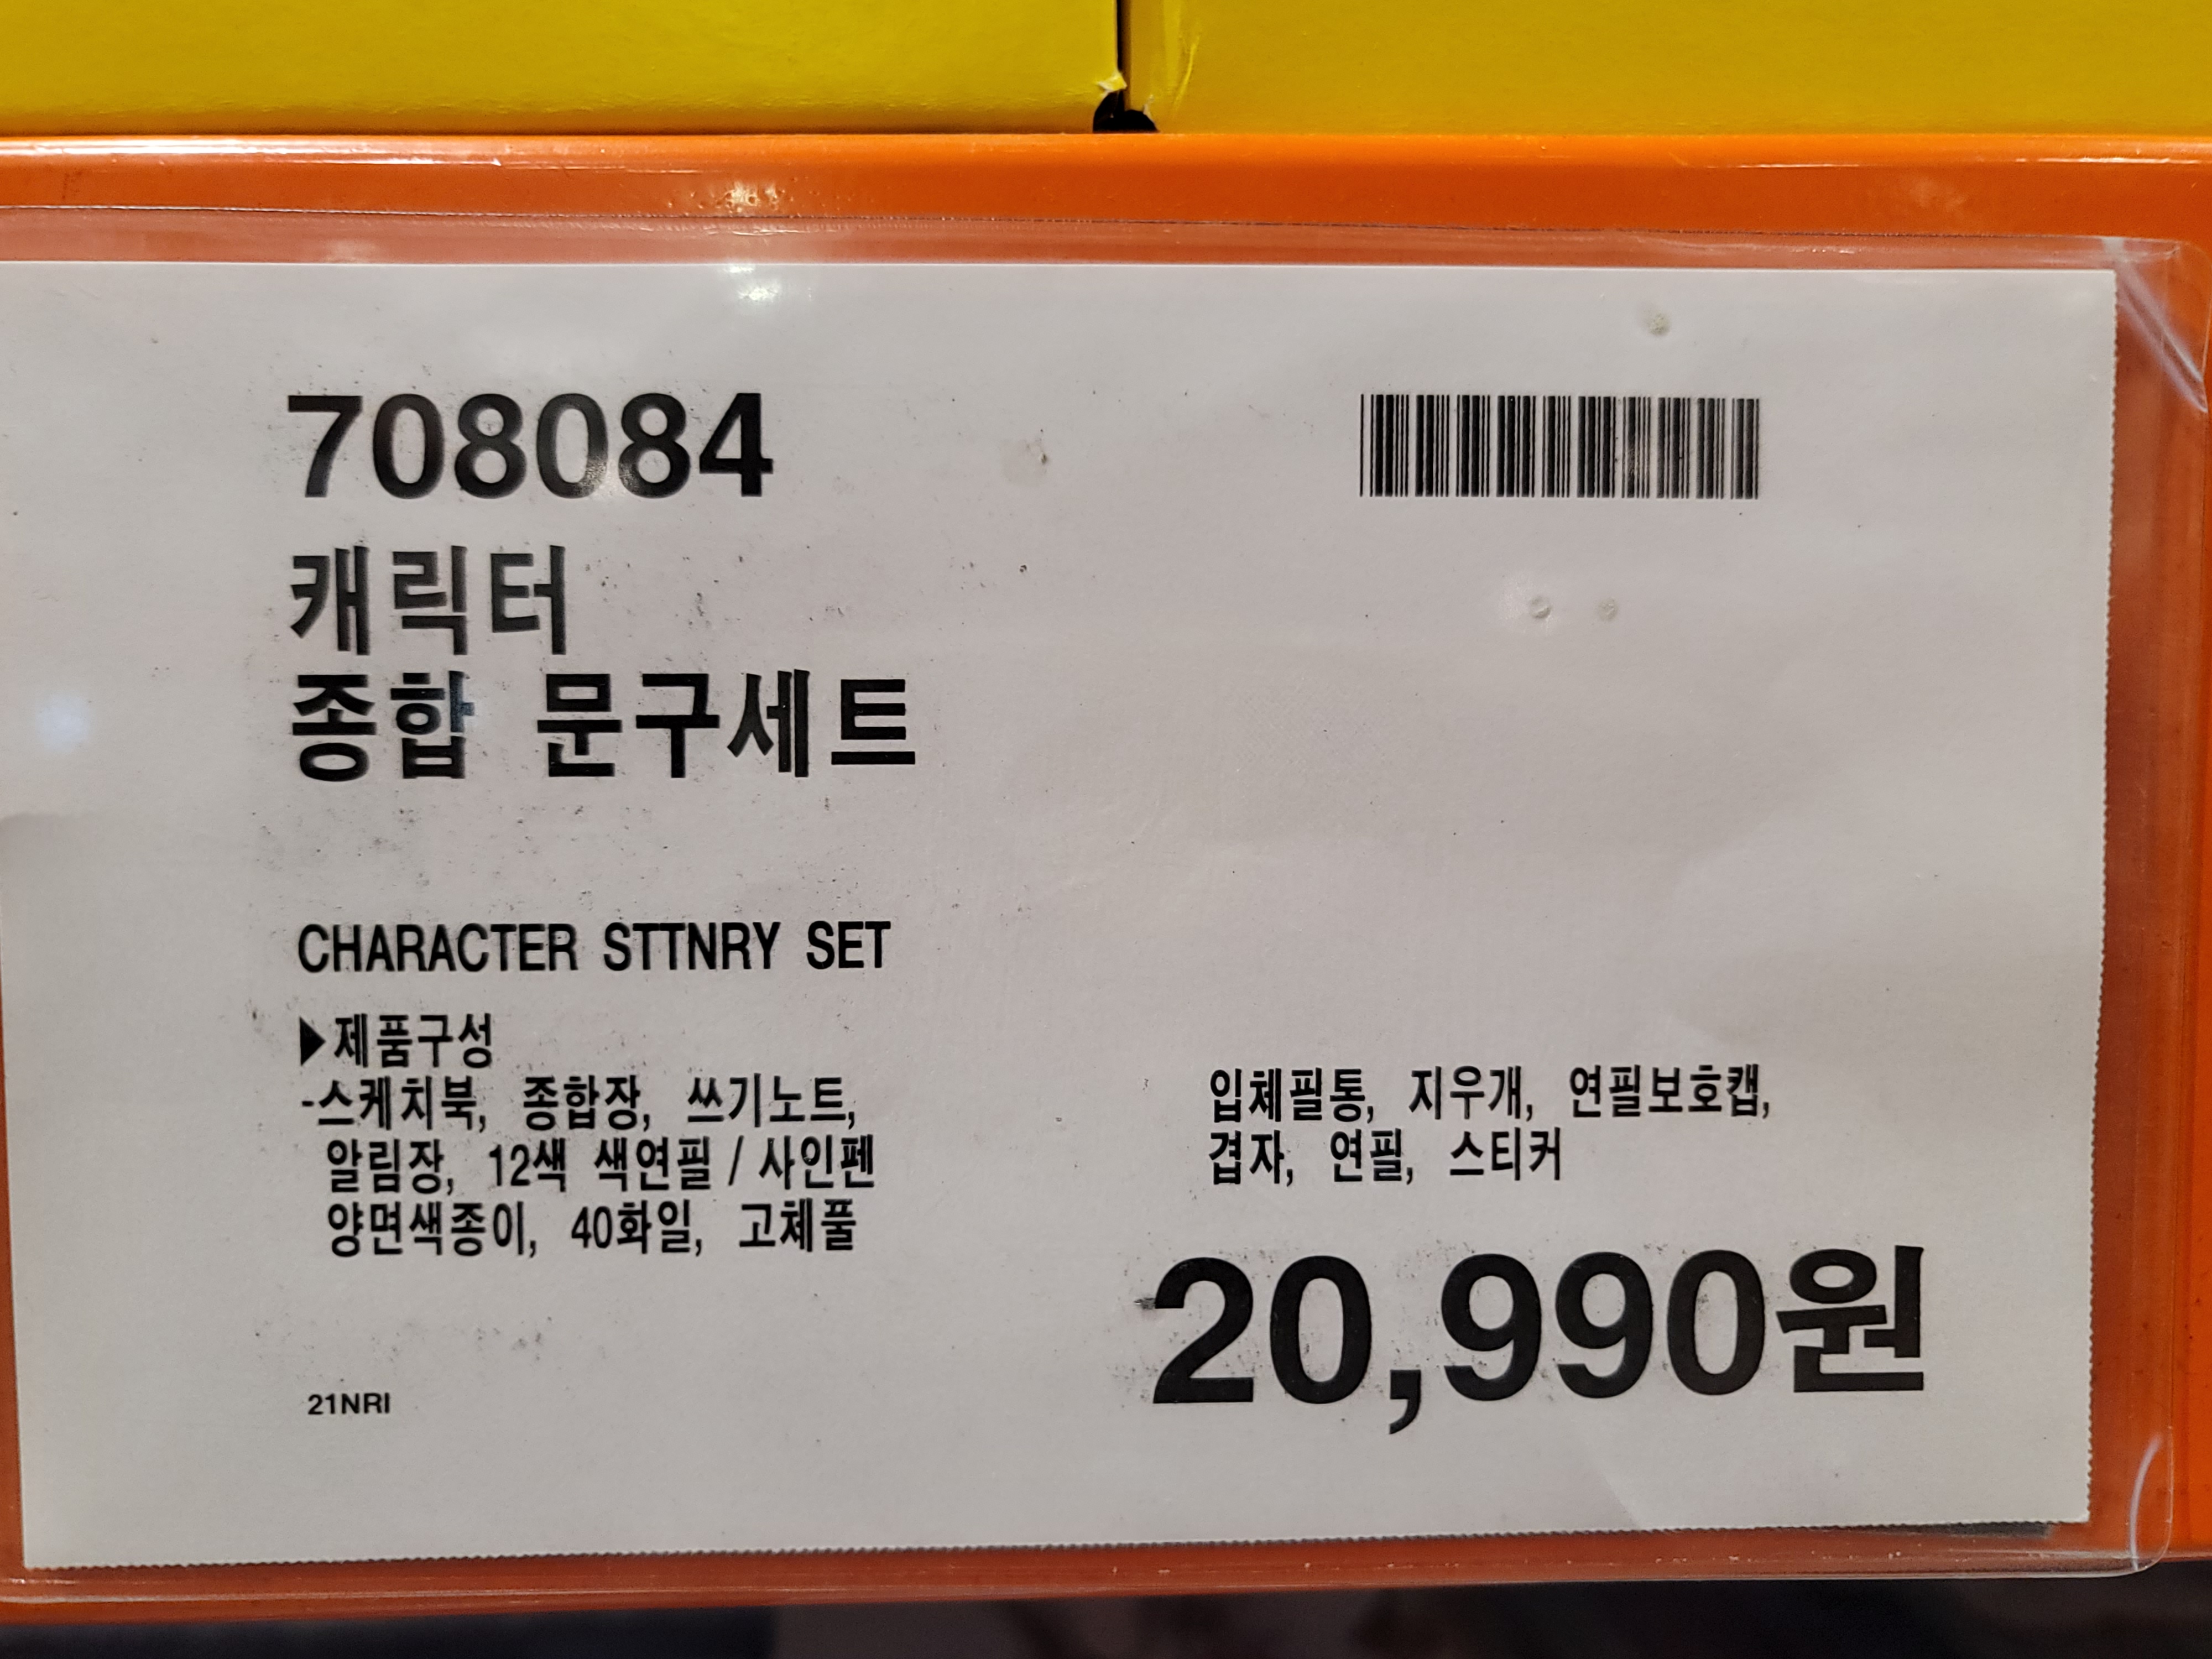 708084
캐릭터
종합 문구세트
CHARACTER STTNRY SET
▶제품구성
-스케치북, 종합장, 쓰기노트,
알림장, 12색 색연필 / 사인펜
양면색종이, 40화일, 고체풀
입체필통, 지우개, 연필보호캡,
겹자, 연필, 스티커
20,990원
21NRI